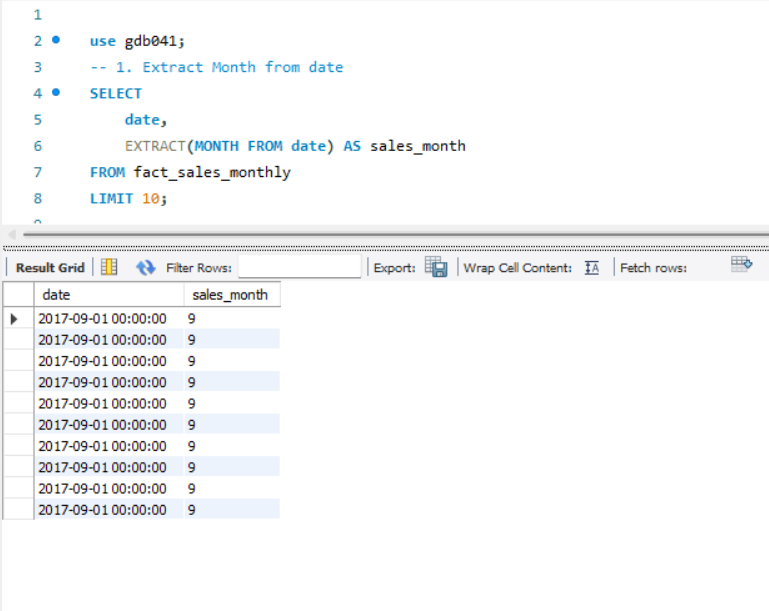 1
2 use gdb041;
3 -- 1. Extract Month from date
4 SELECT
5 date,
6 EXTRACT(MONTH FROM date) AS sales_month
7 FROM fact_sales_monthly
8 LIMIT 10;
Result Grid Filter Rows: Export: Wrap Cell Content: Fetch rows:
date sales_month
2017-09-01 00:00:00 9
2017-09-01 00:00:00 9
2017-09-01 00:00:00 9
2017-09-01 00:00:00 9
2017-09-01 00:00:00 9
2017-09-01 00:00:00 9
2017-09-01 00:00:00 9
2017-09-01 00:00:00 9
2017-09-01 00:00:00 9
2017-09-01 00:00:00 9